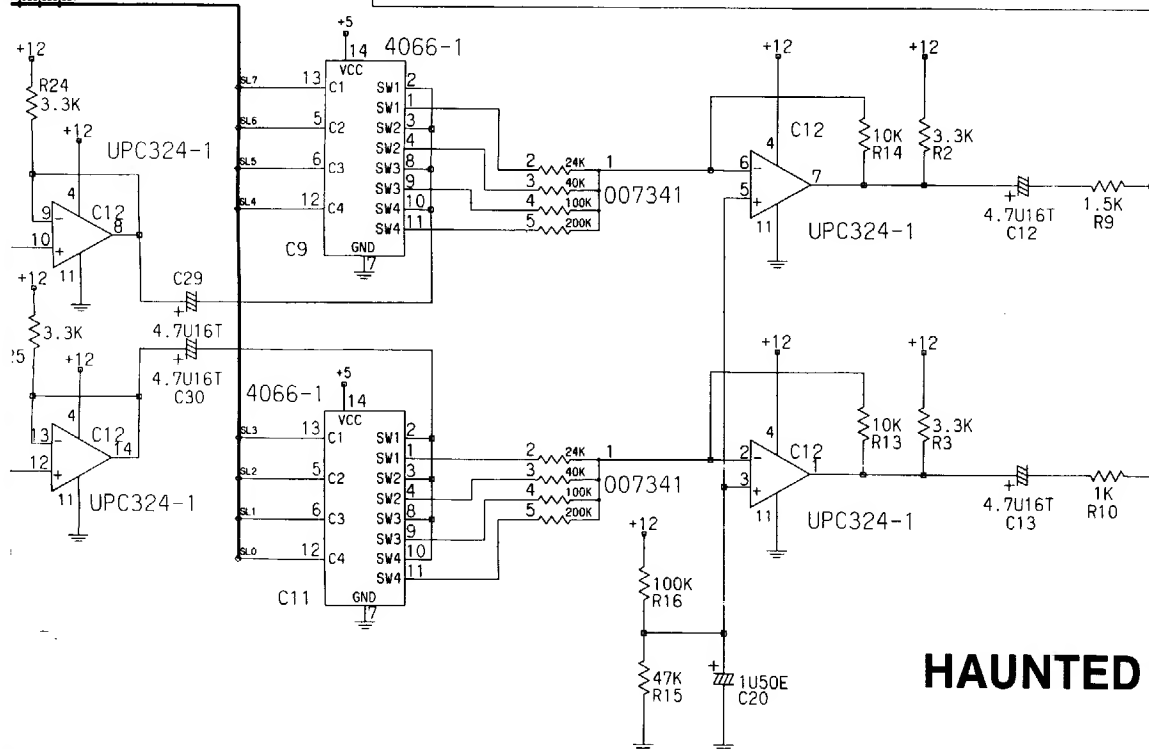 +12
R24
3.3K
+12
UPC324-1
4
C12
9
-
8
10
+
11
+12
C29
+
4.7U16T
3.3K
25
+12
+
4.7U16T
C30
4
C12
13
-
14
12
+
11
UPC324-1
+5
14
4066-1
VCC
SL7
13
C1
SW1
2
SW1
1
SL6
5
C2
SW2
3
SW2
4
SL5
6
C3
SW3
8
SW3
9
SL4
12
C4
SW4
10
SW4
11
C9
GND
7
+5
4066-1
14
VCC
SL3
13
C1
SW1
2
SW1
1
SL2
5
C2
SW2
3
SW2
4
SL1
6
C3
SW3
8
SW3
9
SL0
12
C4
SW4
10
SW4
11
C11
GND
7
2
24K
1
3
40K
007341
4
100K
5
200K
2
24K
1
3
40K
007341
4
100K
5
200K
+12
+12
4
C12
10K
R14
3.3K
R2
6
-
7
5
+
11
UPC324-1
+
4.7U16T
C12
1.5K
R9
+12
+12
4
C12
10K
R13
3.3K
R3
2
-
1
3
+
11
UPC324-1
+
4.7U16T
C13
1K
R10
+12
100K
R16
47K
R15
+
1U50E
C20
HAUNTED